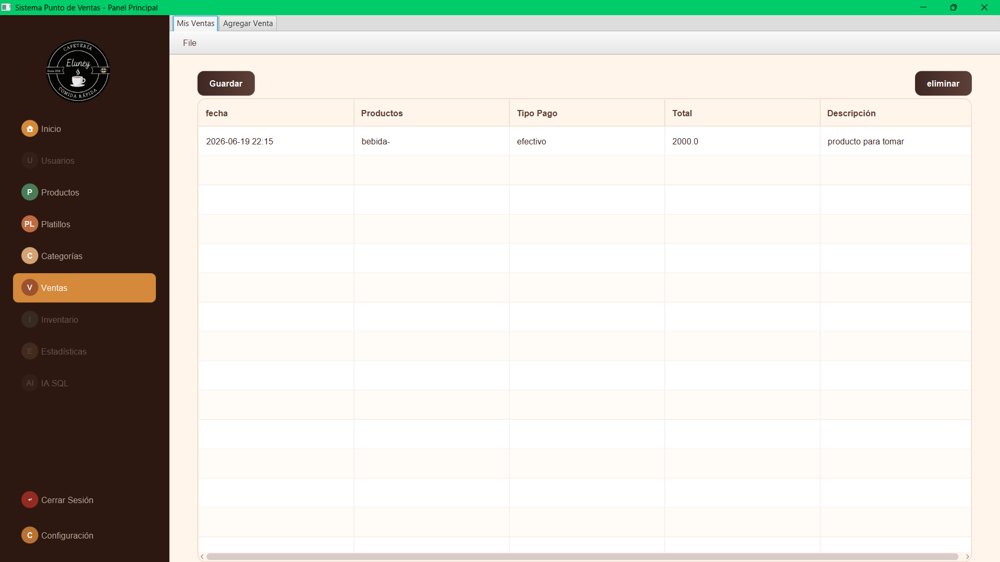 Sistema Punto de Ventas - Panel Principal
Mis Ventas Agregar Venta
File
CAFETERÍA
Eluney
Desde 2018
COMIDA RÁPIDA
Inicio
U Usuarios
P Productos
PL Platillos
C Categorías
V Ventas
I Inventario
E Estadísticas
AI IA SQL
Cerrar Sesión
C Configuración
Guardar eliminar
fecha Productos Tipo Pago Total Descripción
2026-06-19 22:15 bebida- efectivo 2000.0 producto para tomar